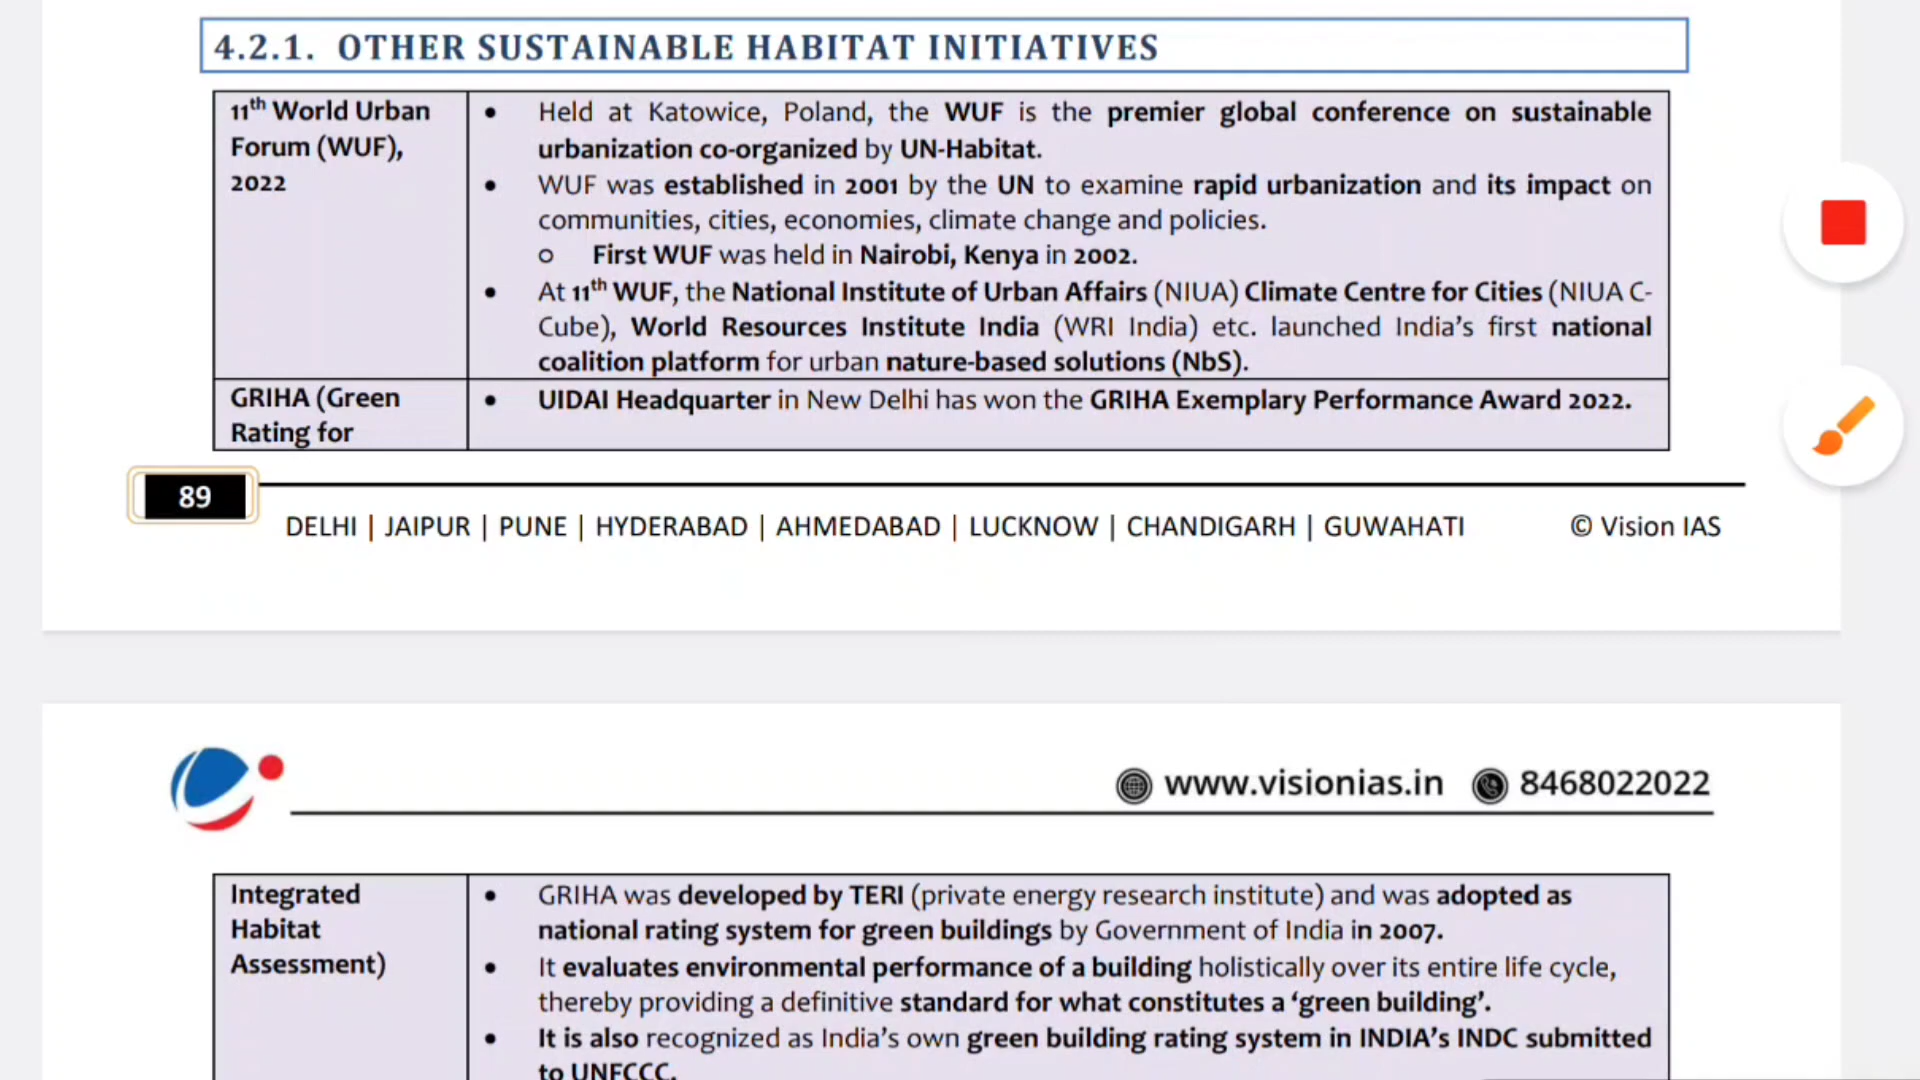 4.2.1. OTHER SUSTAINABLE HABITAT INITIATIVES
11th World Urban
Forum (WUF),
2022
• Held at Katowice, Poland, the WUF is the premier global conference on sustainable
urbanization co-organized by UN-Habitat.
• WUF was established in 2001 by the UN to examine rapid urbanization and its impact on
communities, cities, economies, climate change and policies.
o First WUF was held in Nairobi, Kenya in 2002.
• At 11th WUF, the National Institute of Urban Affairs (NIUA) Climate Centre for Cities (NIUA C-
Cube), World Resources Institute India (WRI India) etc. launched India's first national
coalition platform for urban nature-based solutions (NbS).
GRIHA (Green
Rating for
• UIDAI Headquarter in New Delhi has won the GRIHA Exemplary Performance Award 2022.
89
DELHI | JAIPUR | PUNE | HYDERABAD | AHMEDABAD | LUCKNOW | CHANDIGARH | GUWAHATI © Vision IAS
www.visionias.in 8468022022
Integrated
Habitat
Assessment)
• GRIHA was developed by TERI (private energy research institute) and was adopted as
national rating system for green buildings by Government of India in 2007.
• It evaluates environmental performance of a building holistically over its entire life cycle,
thereby providing a definitive standard for what constitutes a 'green building'.
• It is also recognized as India's own green building rating system in INDIA's INDC submitted
to UNFCCC.